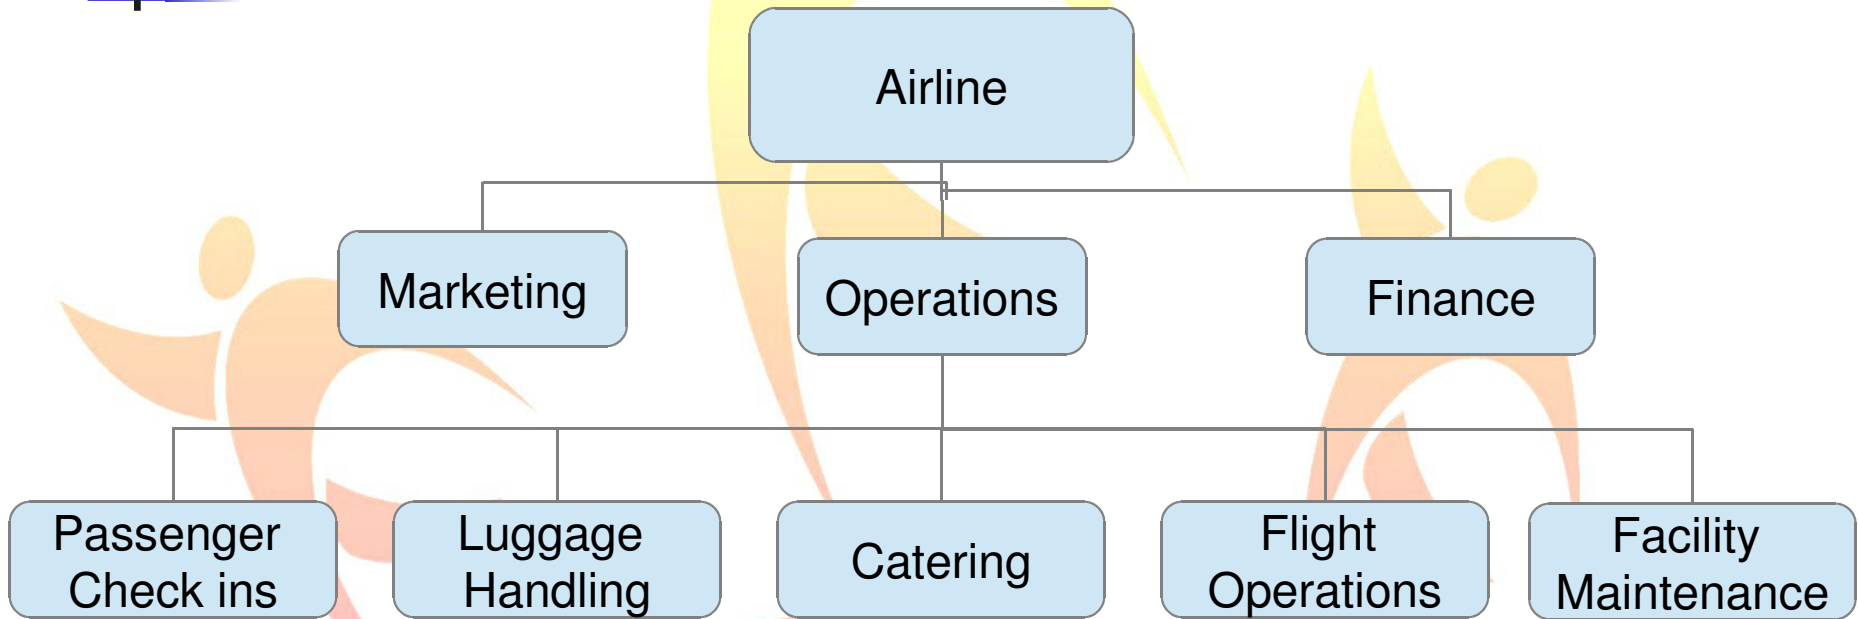 Airline
Marketing
Operations
Finance
Passenger
Check ins
Luggage
Handling
Catering
Flight
Operations
Facility
Maintenance